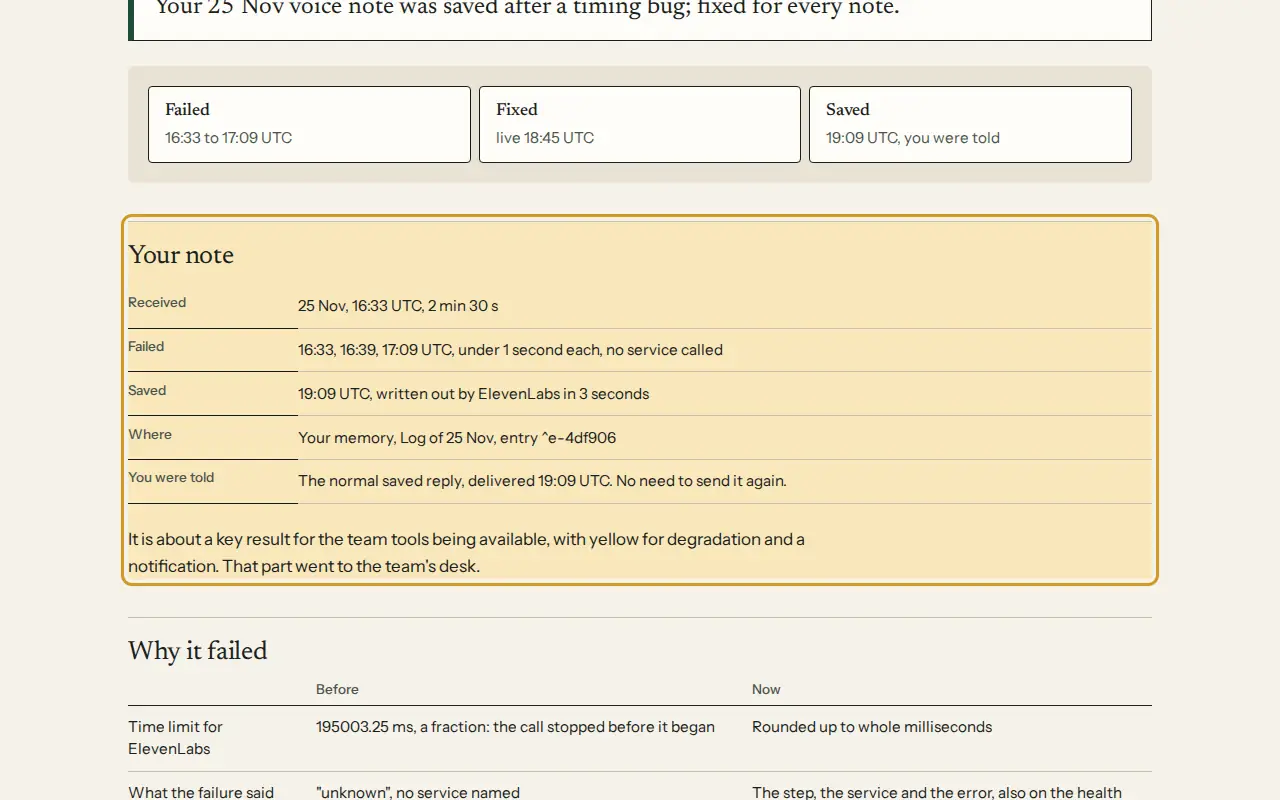 Your 25 Nov voice note was saved after a timing bug; fixed for every note.
Failed
16:33 to 17:09 UTC
Fixed
live 18:45 UTC
Saved
19:09 UTC, you were told
Your note
Received
25 Nov, 16:33 UTC, 2 min 30 s
Failed
16:33, 16:39, 17:09 UTC, under 1 second each, no service called
Saved
19:09 UTC, written out by ElevenLabs in 3 seconds
Where
Your memory, Log of 25 Nov, entry ^e-4df906
You were told
The normal saved reply, delivered 19:09 UTC. No need to send it again.
It is about a key result for the team tools being available, with yellow for degradation and a
notification. That part went to the team's desk.
Why it failed
Before
Now
Time limit for
ElevenLabs
195003.25 ms, a fraction: the call stopped before it began
Rounded up to whole milliseconds
What the failure said
"unknown", no service named
The step, the service and the error, also on the health